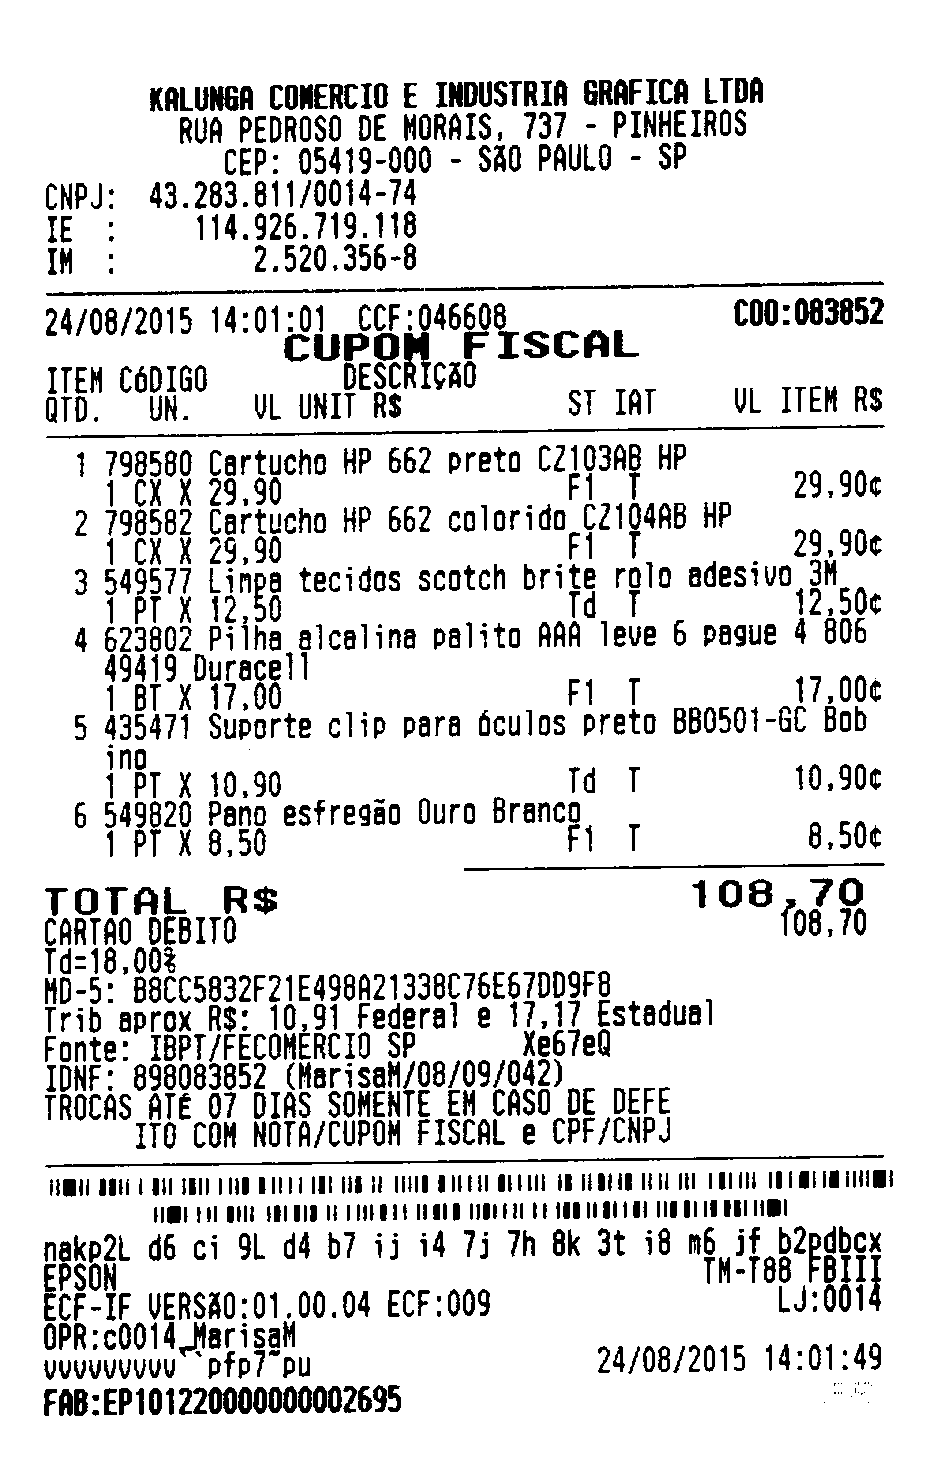 KALUNGA COMERCIO E INDUSTRIA GRAFICA LTDA
RUA PEDROSO DE MORAIS, 737 - PINHEIROS
CEP: 05419-000 - SÃO PAULO - SP
CNPJ: 43.283.811/0014-74
IE : 114.926.719.118
IM : 2.520.356-8
24/08/2015 14:01:01 CCF:046608 COO:083852
CUPOM FISCAL
ITEM CóDIGO DESCRIÇÃO
QTD. UN. VL UNIT R$ ST IAT VL ITEM R$
1 798580 Cartucho HP 662 preto CZ103AB HP
1 CX X 29,90 F1 T 29,90¢
2 798582 Cartucho HP 662 colorido CZ104AB HP
1 CX X 29,90 F1 T 29,90¢
3 549577 Limpa tecidos scotch brite rolo adesivo 3M
1 PT X 12,50 Td T 12,50¢
4 623802 Pilha alcalina palito AAA leve 6 pague 4 806
49419 Duracell
1 BT X 17,00 F1 T 17,00¢
5 435471 Suporte clip para óculos preto BB0501-GC Bob
ino
1 PT X 10,90 Td T 10,90¢
6 549820 Pano esfregão Ouro Branco
1 PT X 8,50 F1 T 8,50¢
TOTAL R$ 108,70
CARTAO DEBITO 108,70
Td=18,00%
MD-5: B8CC5832F21E498A21338C76E67DD9F8
Trib aprox R$: 10,91 Federal e 17,17 Estadual
Fonte: IBPT/FECOMERCIO SP Xe67eQ
IDNF: 898083852 (MarisaM/08/09/042)
TROCAS ATÉ 07 DIAS SOMENTE EM CASO DE DEFE
ITO COM NOTA/CUPOM FISCAL e CPF/CNPJ
nakp2L d6 ci 9L d4 b7 ij i4 7j 7h 8k 3t i8 m6 jf b2pdbcx
EPSON TM-T88 FBIII
ECF-IF VERSÃO:01.00.04 ECF:009 LJ:0014
OPR:c0014_MarisaM
vvvvvvvvv``pfp7~pu 24/08/2015 14:01:49
FAB:EP101220000000002695